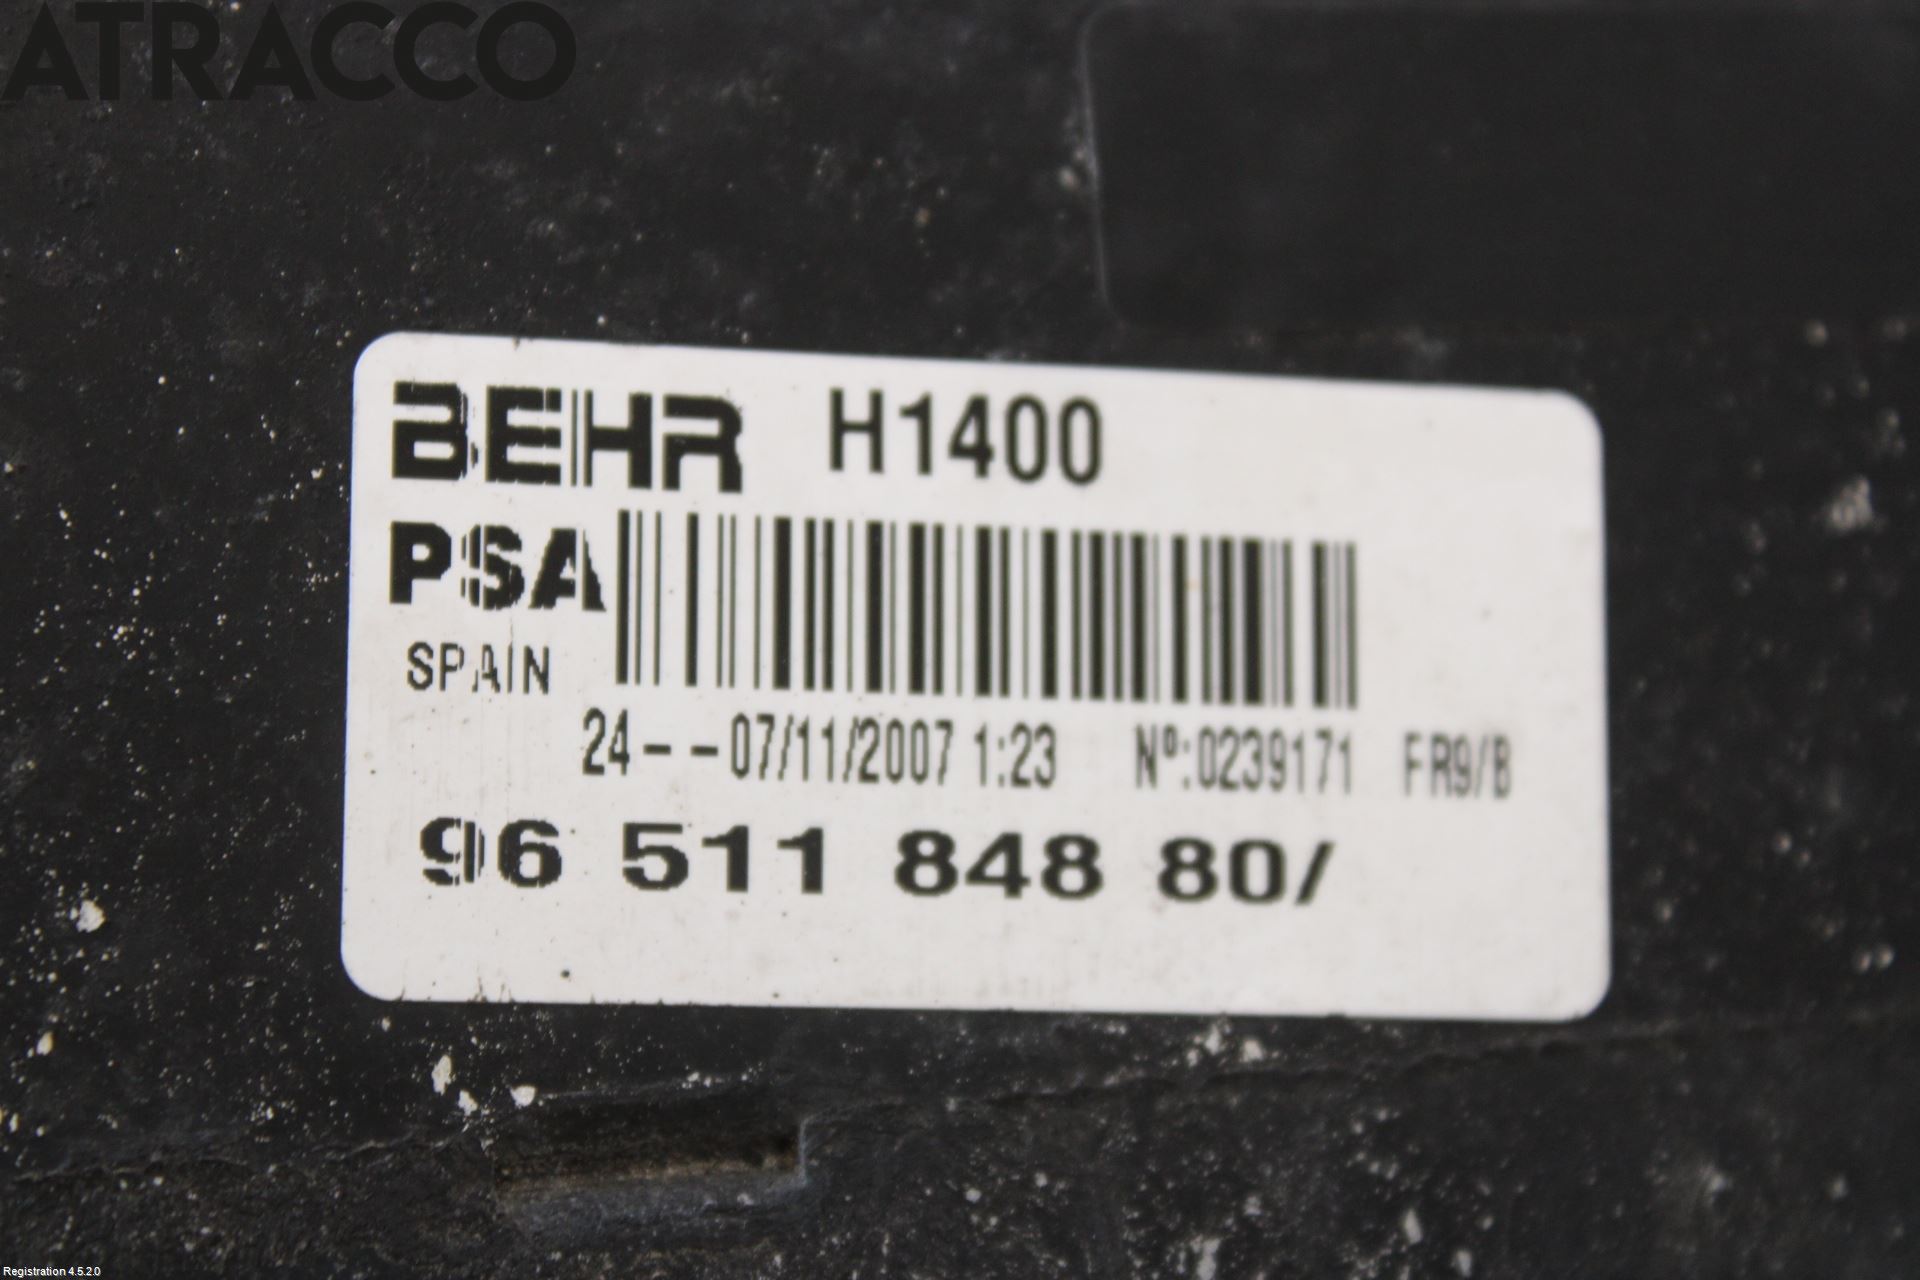 ATRACCO
BEHR H1400
PSA
SPAIN
24--07/11/2007 1:23 Nº:0239171 FR9/B
96 511 848 80/
Registration 4.5.2.0